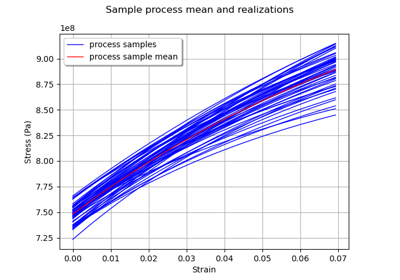 Sample process mean and realizations
1e8
process samples
process sample mean
9.00
8.75
8.50
8.25
8.00
7.75
7.50
7.25
Stress (Pa)
0.00 0.01 0.02 0.03 0.04 0.05 0.06 0.07
Strain